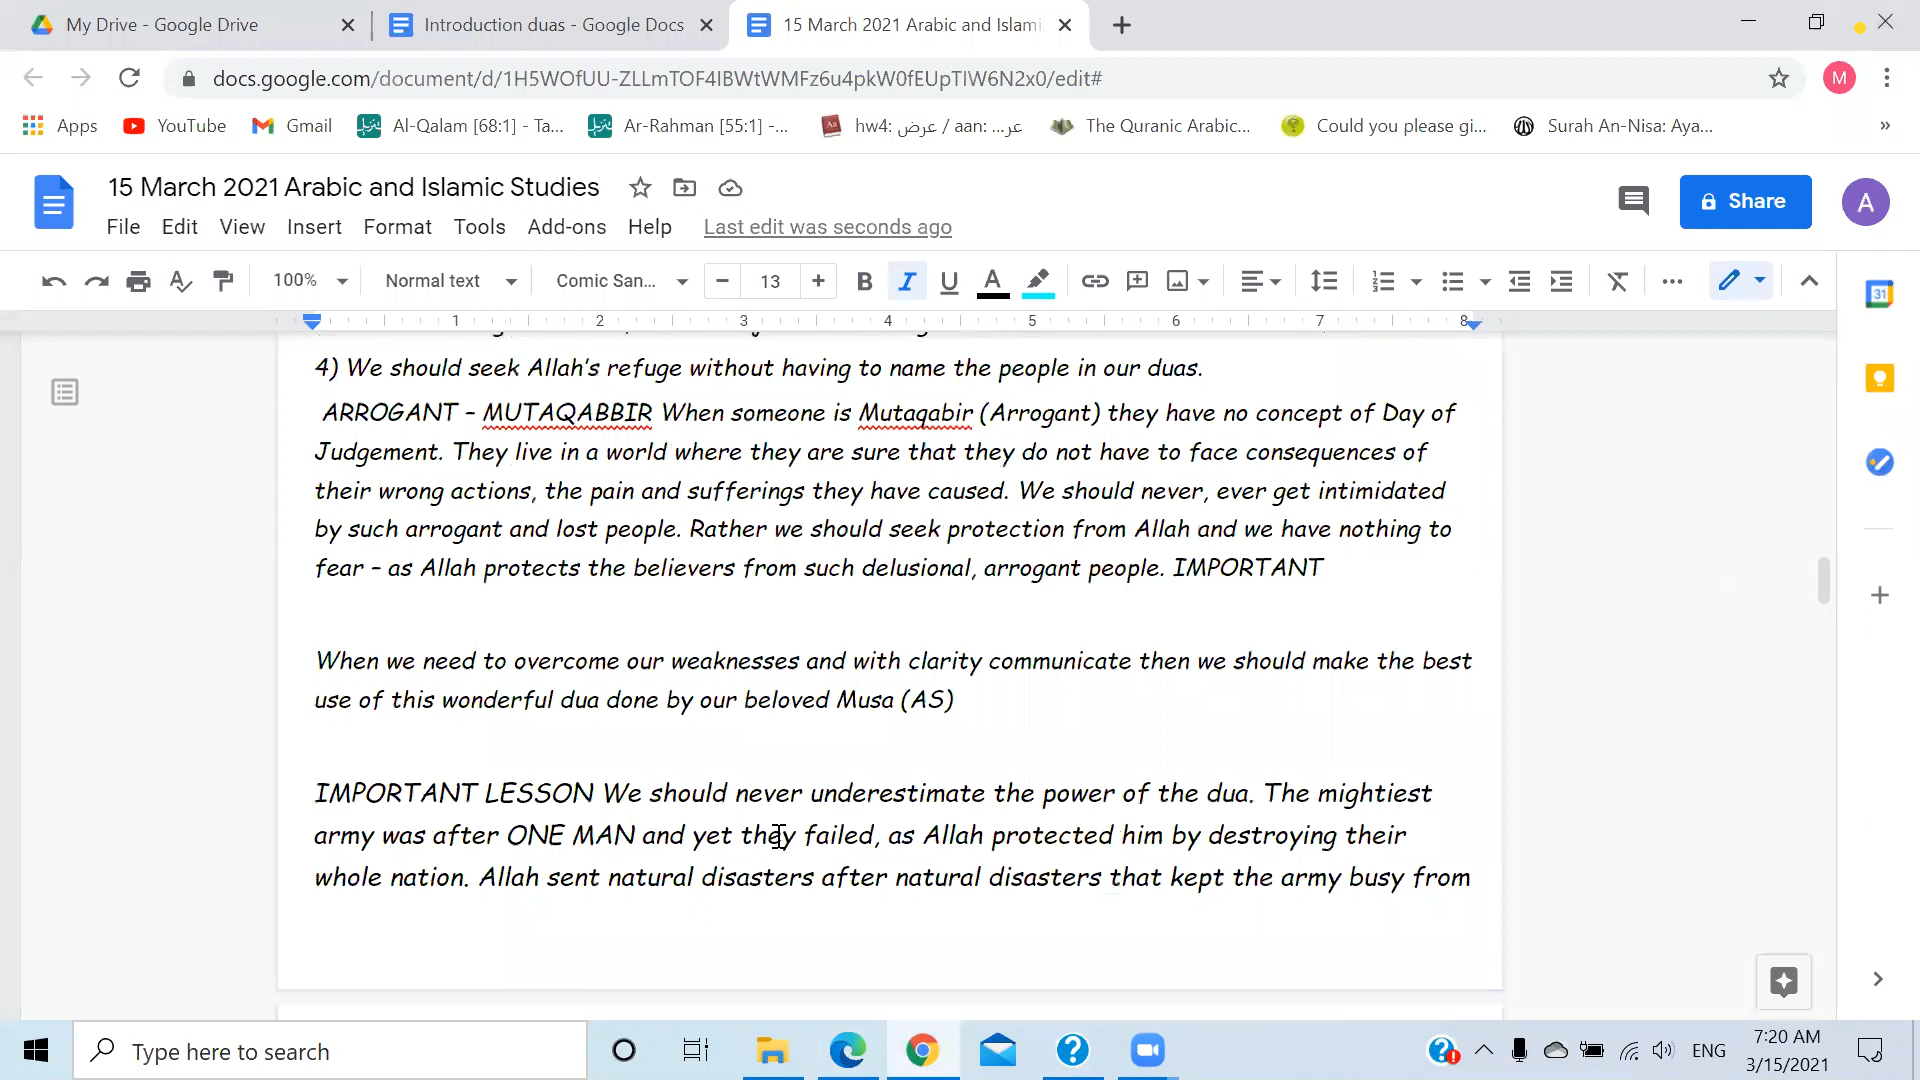 My Drive - Google Drive
Introduction duas - Google Docs
15 March 2021 Arabic and Islami
docs.google.com/document/d/1H5WOfUU-ZLLmTOF4IBWtWMFz6u4pkW0fEUpTIW6N2x0/edit#
M
Apps
YouTube
Gmail
Al-Qalam [68:1] - Ta...
Ar-Rahman [55:1] -...
hw4: عرض / aan: ...عر
The Quranic Arabic...
Could you please gi...
Surah An-Nisa: Aya...
»
15 March 2021 Arabic and Islamic Studies
Share
A
File Edit View Insert Format Tools Add-ons Help Last edit was seconds ago
100% Normal text Comic San... 13 B I U A
31
1 2 3 4 5 6 7 8
4) We should seek Allah's refuge without having to name the people in our duas.
ARROGANT – MUTAQABBIR When someone is Mutaqabir (Arrogant) they have no concept of Day of
Judgement. They live in a world where they are sure that they do not have to face consequences of
their wrong actions, the pain and sufferings they have caused. We should never, ever get intimidated
by such arrogant and lost people. Rather we should seek protection from Allah and we have nothing to
fear – as Allah protects the believers from such delusional, arrogant people. IMPORTANT
When we need to overcome our weaknesses and with clarity communicate then we should make the best
use of this wonderful dua done by our beloved Musa (AS)
IMPORTANT LESSON We should never underestimate the power of the dua. The mightiest
army was after ONE MAN and yet they failed, as Allah protected him by destroying their
whole nation. Allah sent natural disasters after natural disasters that kept the army busy from
Type here to search
ENG
7:20 AM
3/15/2021